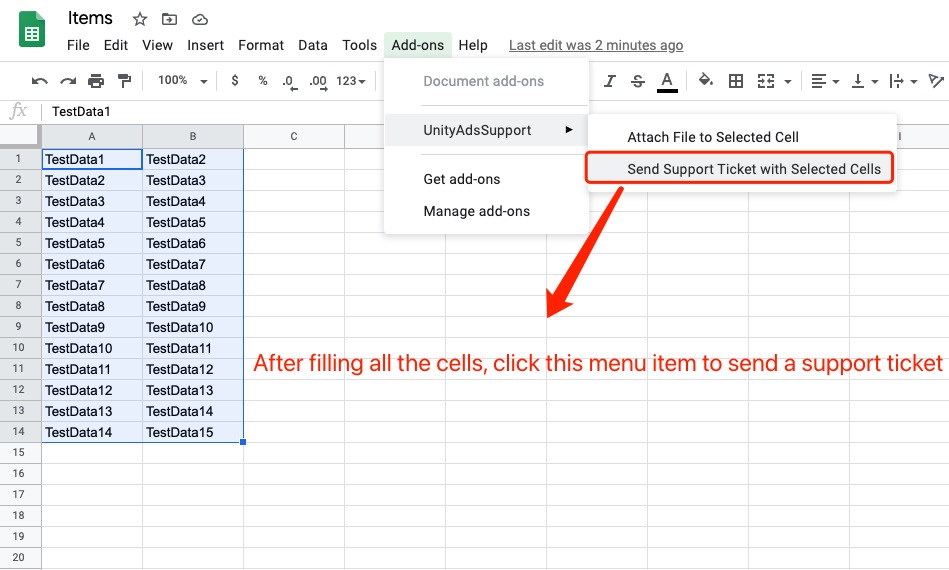 Items
File Edit View Insert Format Data Tools Add-ons Help Last edit was 2 minutes ago
100% $ % .0 .00 123 S A
fx TestData1
A B C I
1 TestData1 TestData2
2 TestData2 TestData3
3 TestData3 TestData4
4 TestData4 TestData5
5 TestData5 TestData6
6 TestData6 TestData7
7 TestData7 TestData8
8 TestData8 TestData9
9 TestData9 TestData10
10 TestData10 TestData11
11 TestData11 TestData12
12 TestData12 TestData13
13 TestData13 TestData14
14 TestData14 TestData15
15
16
17
18
19
20
Document add-ons
UnityAdsSupport
Get add-ons
Manage add-ons
Attach File to Selected Cell
Send Support Ticket with Selected Cells
After filling all the cells, click this menu item to send a support ticket